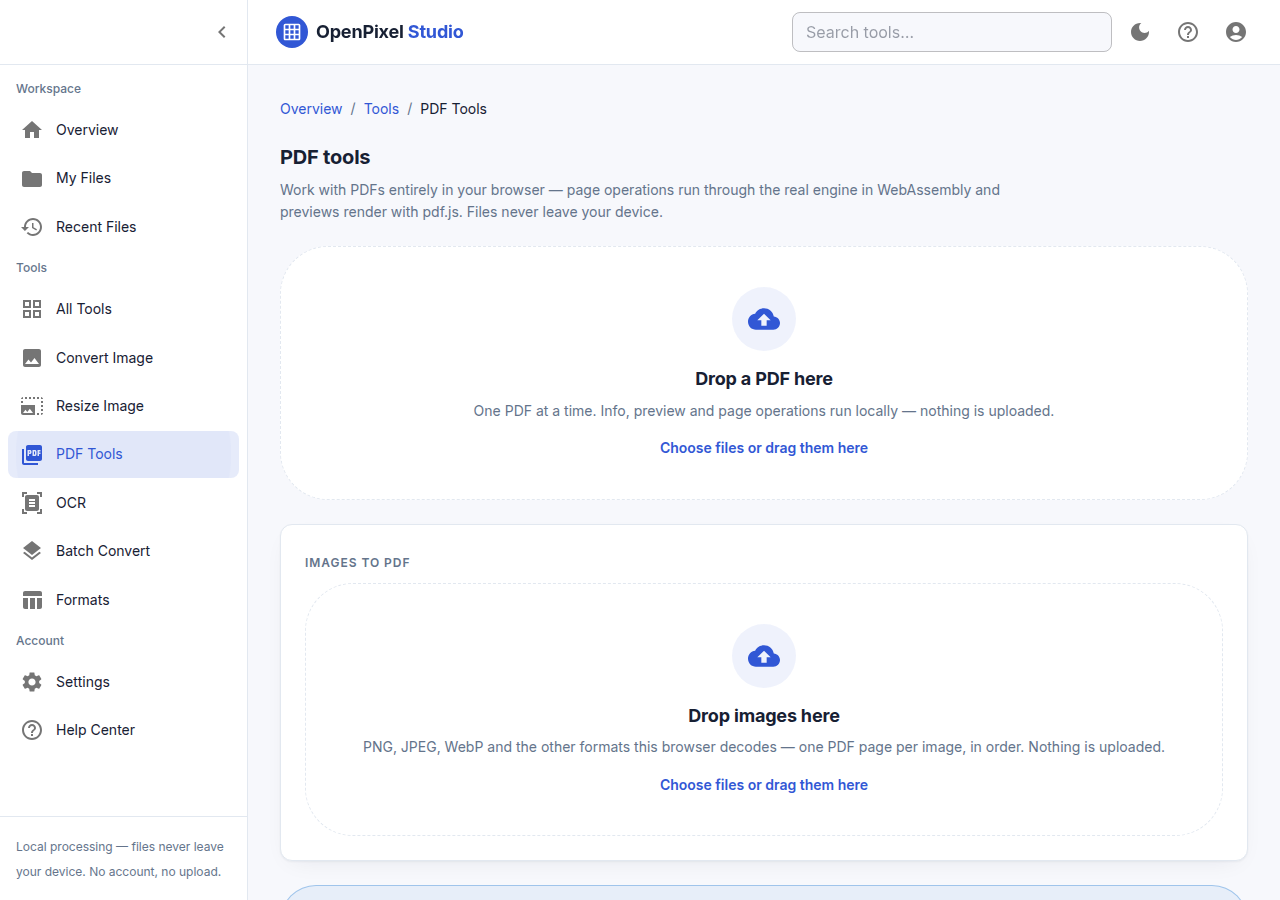 OpenPixel Studio
Search tools...
Workspace
Overview
My Files
Recent Files
Tools
All Tools
Convert Image
Resize Image
PDF Tools
OCR
Batch Convert
Formats
Account
Settings
Help Center
Local processing — files never leave
your device. No account, no upload.
Overview / Tools / PDF Tools
PDF tools
Work with PDFs entirely in your browser — page operations run through the real engine in WebAssembly and
previews render with pdf.js. Files never leave your device.
Drop a PDF here
One PDF at a time. Info, preview and page operations run locally — nothing is uploaded.
Choose files or drag them here
IMAGES TO PDF
Drop images here
PNG, JPEG, WebP and the other formats this browser decodes — one PDF page per image, in order. Nothing is uploaded.
Choose files or drag them here